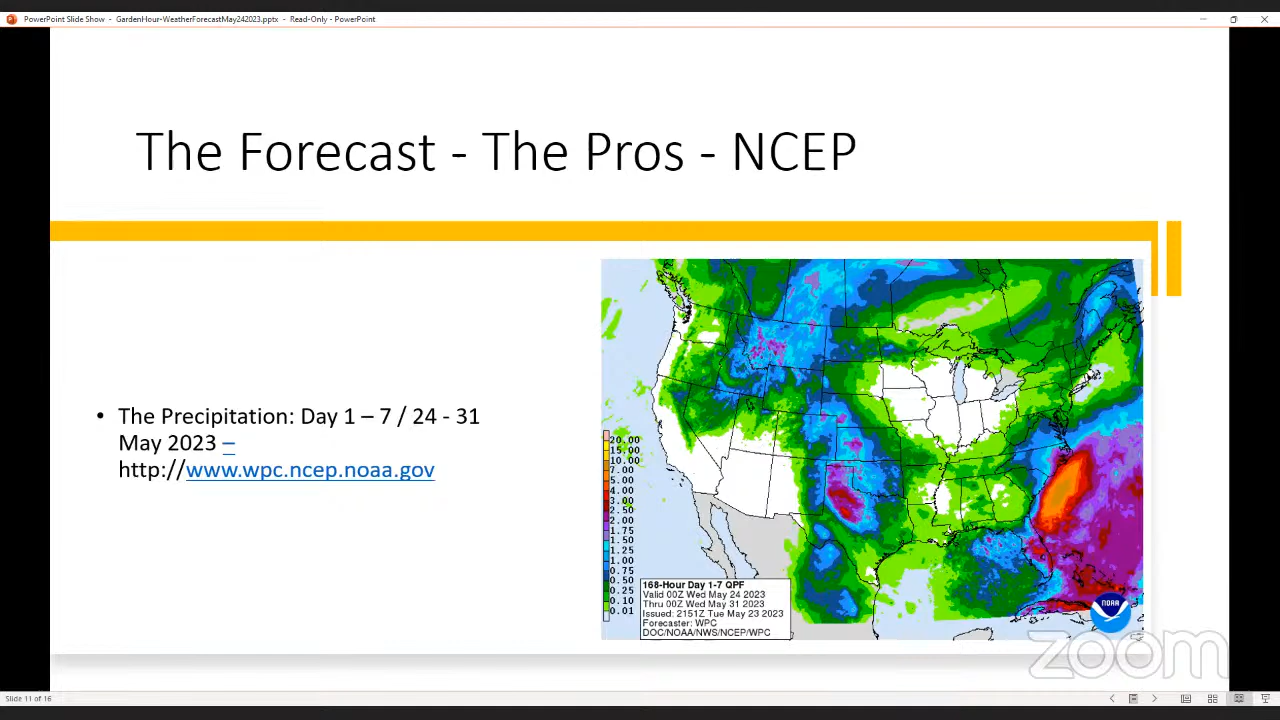 PowerPoint Slide Show - GardenHour-WeatherForecastMay242023.pptx - Read-Only - PowerPoint
The Forecast - The Pros - NCEP
• The Precipitation: Day 1 – 7 / 24 - 31
May 2023 –
http://www.wpc.ncep.noaa.gov
20.00
15.00
10.00
7.00
5.00
4.00
3.00
2.50
2.00
1.75
1.50
1.25
1.00
0.75
0.50
0.25
0.10
0.01
168-Hour Day 1-7 QPF
Valid 00Z Wed May 24 2023
Thru 00Z Wed May 31 2023
Issued: 2151Z Tue May 23 2023
Forecaster: WPC
DOC/NOAA/NWS/NCEP/WPC
NOAA
zoom
Slide 11 of 16